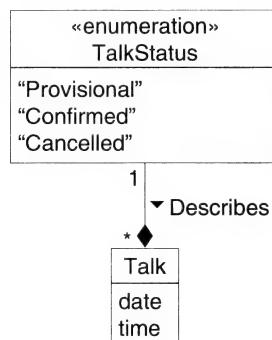 «enumeration»
TalkStatus
“Provisional”
“Confirmed”
“Cancelled”
1
Describes
*
Talk
date
time